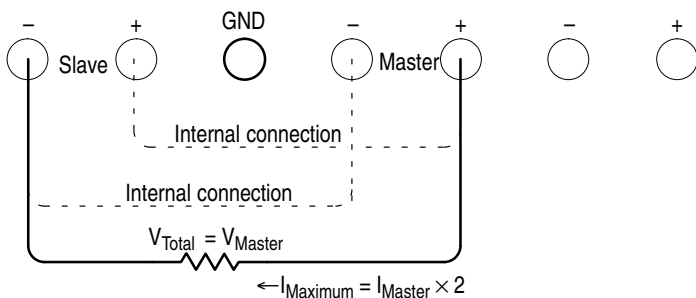 − + GND − + − +
Slave Master
Internal connection
Internal connection
V_Total = V_Master
←I_Maximum = I_Master × 2